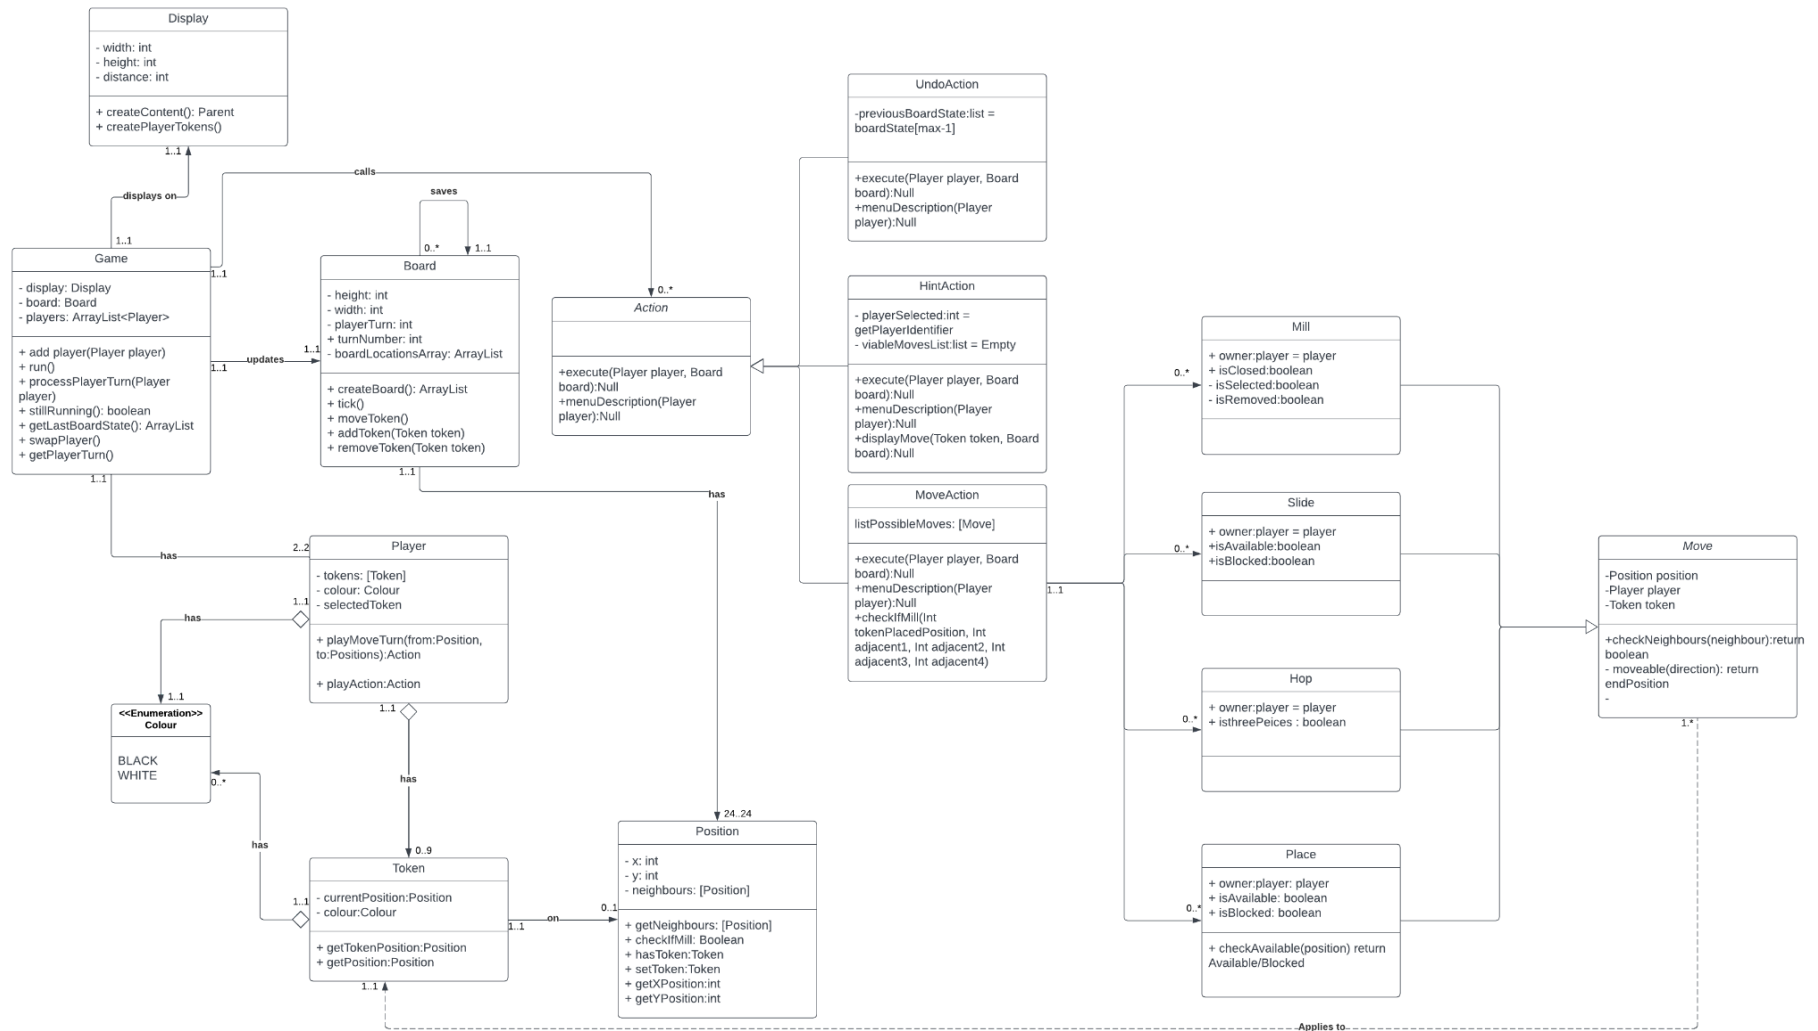 Display
- width: int
- height: int
- distance: int
+ createContent(): Parent
+ createPlayerTokens()
1..1
displays on
1..1
calls
saves
0..*
1..1
Game
- display: Display
- board: Board
- players: ArrayList<Player>
+ add player(Player player)
+ run()
+ processPlayerTurn(Player
player)
+ stillRunning(): boolean
+ getLastBoardState(): ArrayList
+ swapPlayer()
+ getPlayerTurn()
1..1
1..1
updates
1..1
1..1
Board
- height: int
- width: int
- playerTurn: int
+ turnNumber: int
- boardLocationsArray: ArrayList
+ createBoard(): ArrayList
+ tick()
+ moveToken()
+ addToken(Token token)
+ removeToken(Token token)
1..1
has
0..*
Action
+execute(Player player, Board
board):Null
+menuDescription(Player
player):Null
UndoAction
-previousBoardState:list =
boardState[max-1]
+execute(Player player, Board
board):Null
+menuDescription(Player
player):Null
HintAction
- playerSelected:int =
getPlayerIdentifier
- viableMovesList:list = Empty
+execute(Player player, Board
board):Null
+menuDescription(Player
player):Null
+displayMove(Token token, Board
board):Null
MoveAction
listPossibleMoves: [Move]
+execute(Player player, Board
board):Null
+menuDescription(Player
player):Null
+checkIfMill(Int
tokenPlacedPosition, Int
adjacent1, Int adjacent2, Int
adjacent3, Int adjacent4)
1..1
0..*
Mill
+ owner:player = player
+ isClosed:boolean
- isSelected:boolean
- isRemoved:boolean
0..*
Slide
+ owner:player = player
+isAvailable:boolean
+isBlocked:boolean
0..*
Hop
+ owner:player = player
+ isthreePeices : boolean
0..*
Place
+ owner:player: player
+ isAvailable: boolean
+ isBlocked: boolean
+ checkAvailable(position) return
Available/Blocked
Move
-Position position
-Player player
-Token token
+checkNeighbours(neighbour):return
boolean
- moveable(direction): return
endPosition
-
1.*
has
2..2
Player
- tokens: [Token]
- colour: Colour
- selectedToken
+ playMoveTurn(from:Position,
to:Positions):Action
+ playAction:Action
1..1
has
1..1
<<Enumeration>>
Colour
BLACK
WHITE
0..*
has
1..1
1..1
has
0..9
Token
- currentPosition:Position
- colour:Colour
+ getTokenPosition:Position
+ getPosition:Position
1..1
1..1
on
0..1
24..24
Position
- x: int
- y: int
- neighbours: [Position]
+ getNeighbours: [Position]
+ checkIfMill: Boolean
+ hasToken:Token
+ setToken:Token
+ getXPosition:int
+ getYPosition:int
Applies to